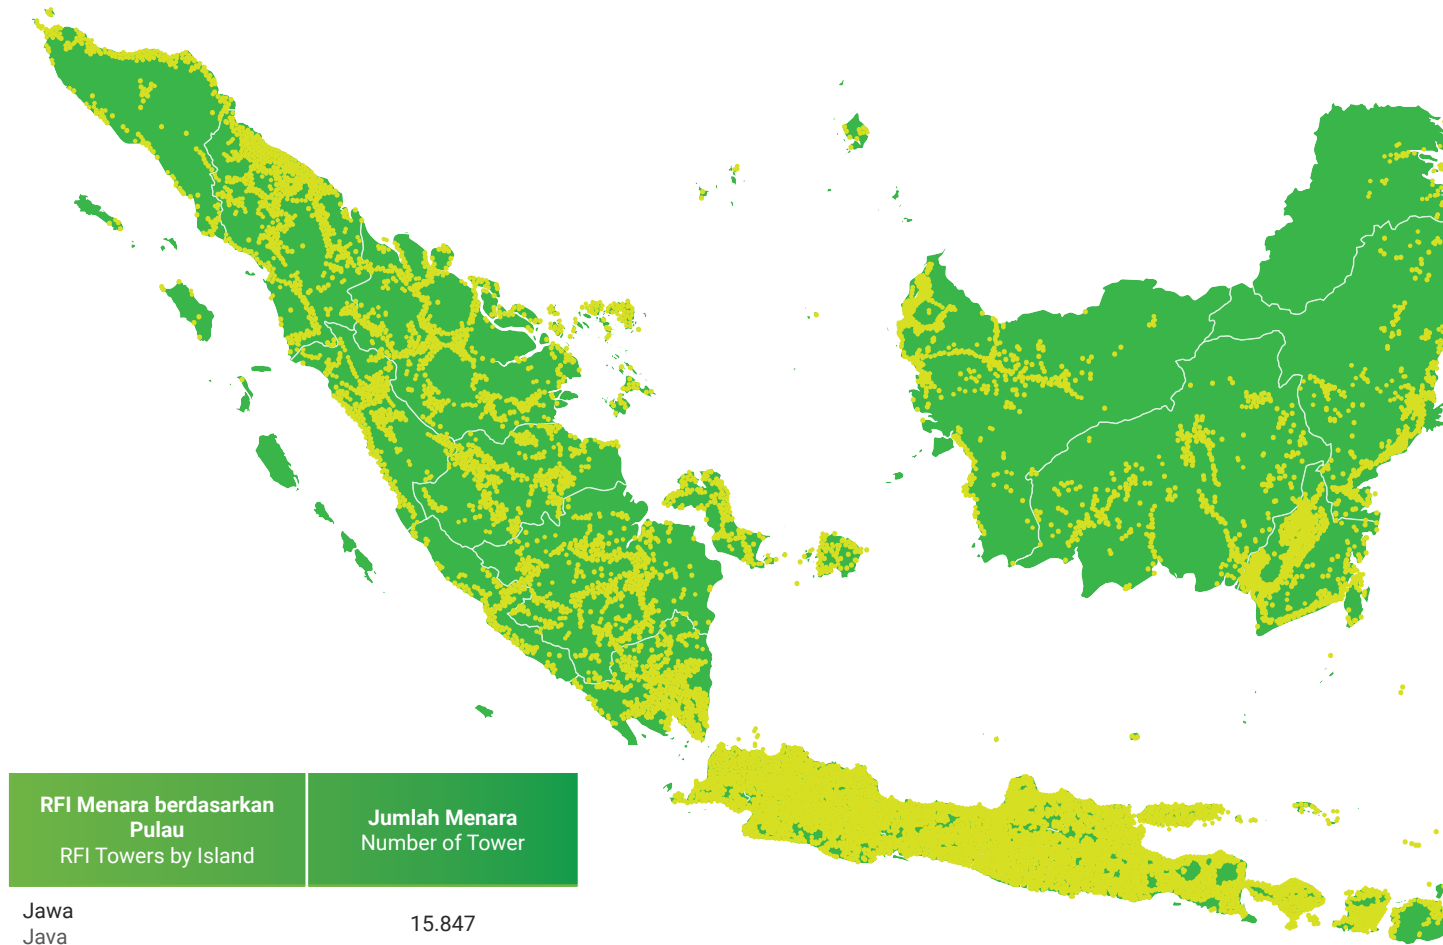 RFI Menara berdasarkan
Pulau
RFI Towers by Island
Jumlah Menara
Number of Tower
Jawa
Java
15.847